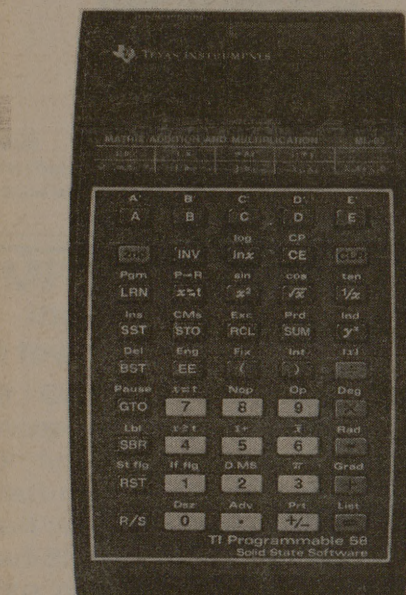 TEXAS INSTRUMENTS
MATRIX ADDITION AND MULTIPLICATION ML-03
A' B' C' D' E'
A B C D E
log CP
2nd INV lnx CE CLR
Pgm P→R sin cos tan
LRN x⇄t x² √x 1/x
Ins CMs Exc Prd Ind
SST STO RCL SUM yˣ
Del Eng Fix Int |x|
BST EE ( ) ÷
Pause x=t Nop Op Deg
GTO 7 8 9 ×
Lbl x≥t Σ+ x̄ Rad
SBR 4 5 6 −
St flg If flg D.MS π Grad
RST 1 2 3 +
Dsz Adv Prt List
R/S 0 . +/− =
TI Programmable 58
Solid State Software